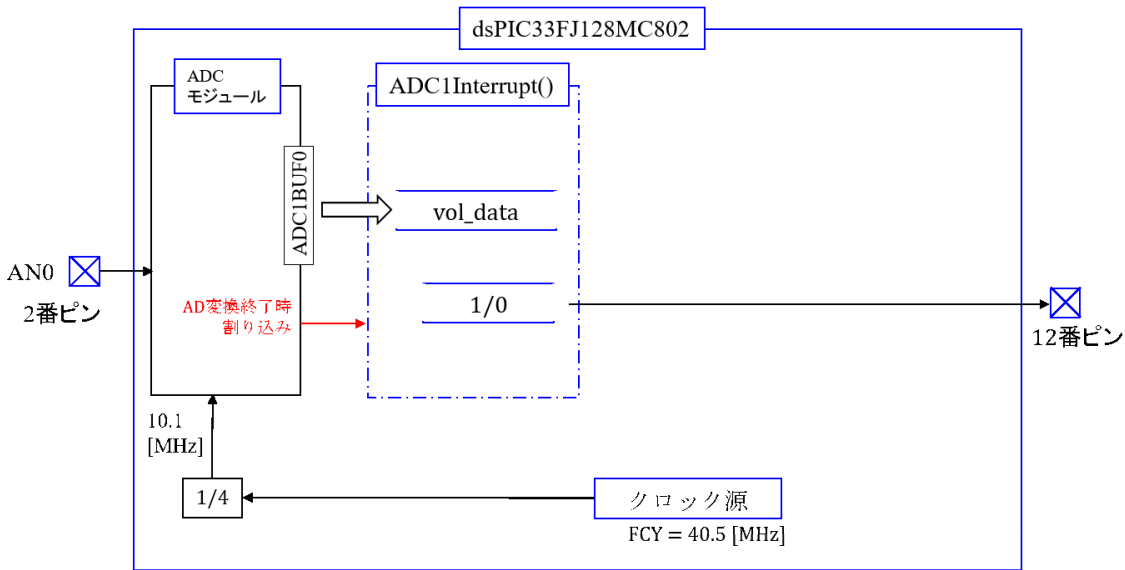 dsPIC33FJ128MC802
ADC
モジュール
ADC1Interrupt()
ADC1BUF0
vol_data
AN0
2番ピン
AD変換終了時
割り込み
1/0
12番ピン
10.1
[MHz]
1/4
クロック源
FCY = 40.5 [MHz]